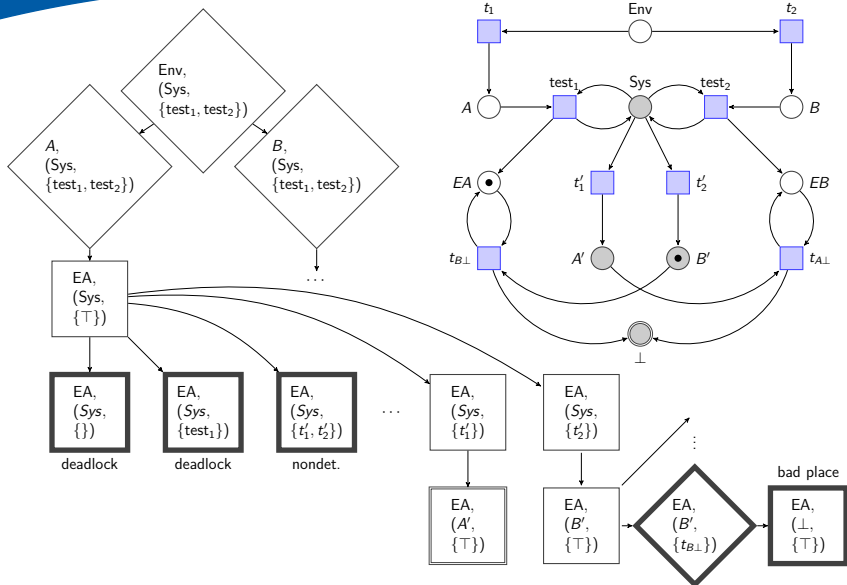 t1
Env
t2
A
test1
Sys
test2
B
EA
t′1
t′2
EB
tB⊥
A′
B′
tA⊥
⊥
Env,
(Sys,
{test1, test2})
A,
(Sys,
{test1, test2})
B,
(Sys,
{test1, test2})
EA,
(Sys,
{⊤})
...
EA,
(Sys,
{})
deadlock
EA,
(Sys,
{test1})
deadlock
EA,
(Sys,
{t′1, t′2})
nondet.
...
EA,
(Sys,
{t′1})
EA,
(Sys,
{t′2})
EA,
(A′,
{⊤})
EA,
(B′,
{⊤})
...
EA,
(B′,
{tB⊥})
bad place
EA,
(⊥,
{⊤})